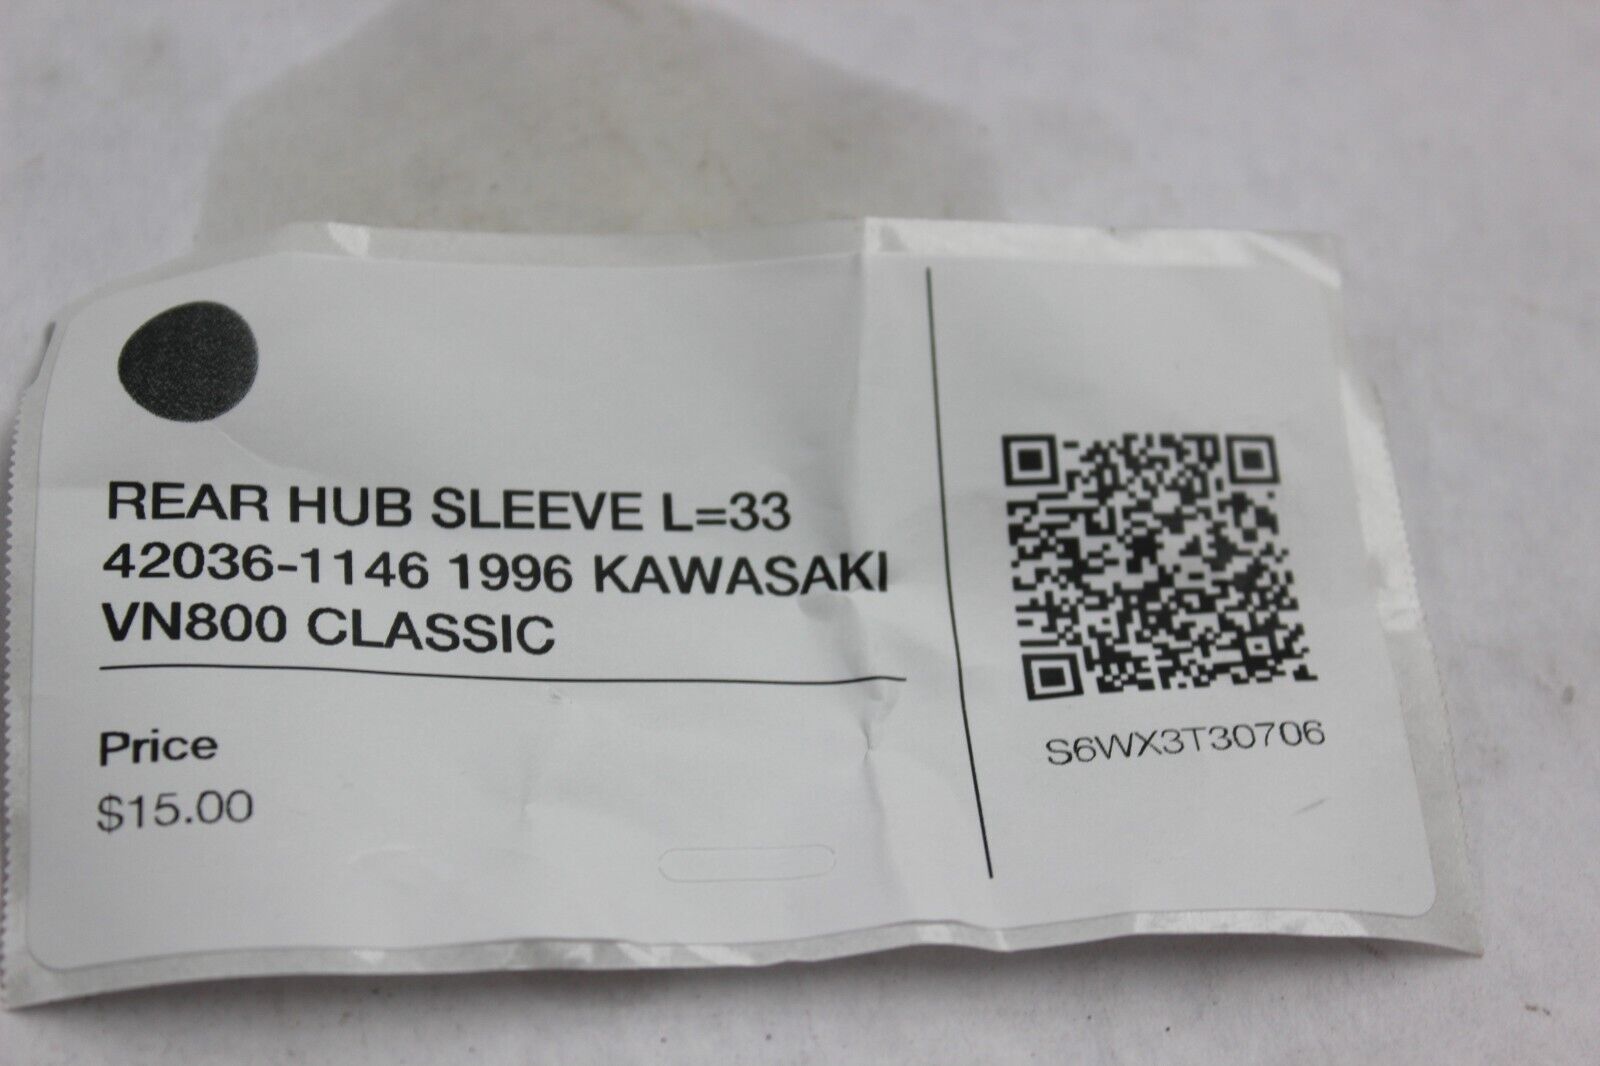 REAR HUB SLEEVE L=33
42036-1146 1996 KAWASAKI
VN800 CLASSIC
Price
$15.00
S6WX3T30706